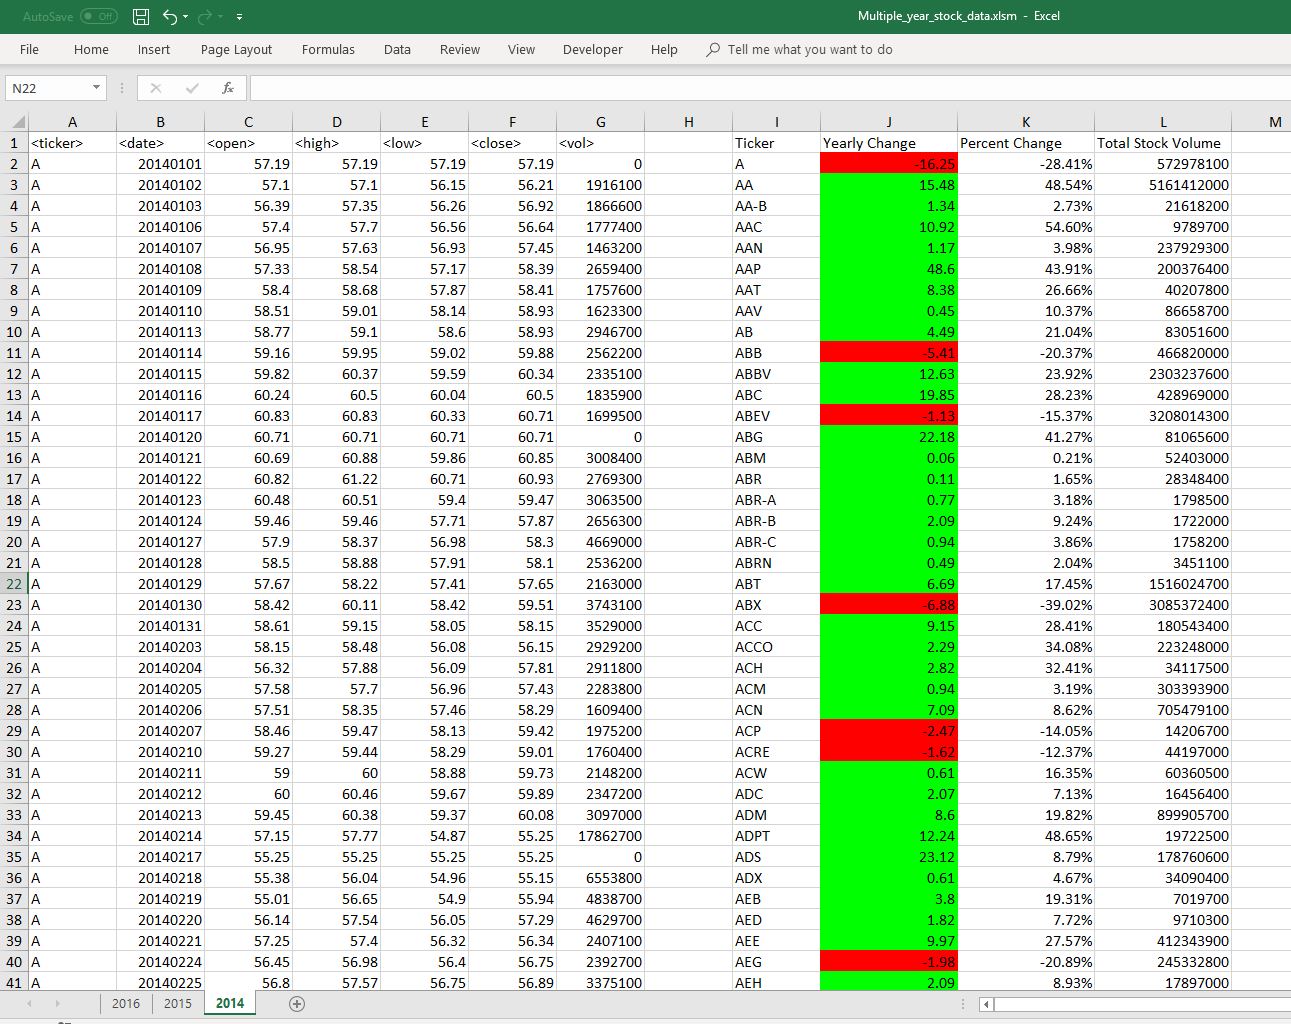 AutoSave Off Multiple_year_stock_data.xlsm - Excel
File Home Insert Page Layout Formulas Data Review View Developer Help Tell me what you want to do
N22 fx
A B C D E F G H I J K L M
1 <ticker> <date> <open> <high> <low> <close> <vol> Ticker Yearly Change Percent Change Total Stock Volume
2 A 20140101 57.19 57.19 57.19 57.19 0 A -16.25 -28.41% 572978100
3 A 20140102 57.1 57.1 56.15 56.21 1916100 AA 15.48 48.54% 5161412000
4 A 20140103 56.39 57.35 56.26 56.92 1866600 AA-B 1.34 2.73% 21618200
5 A 20140106 57.4 57.7 56.56 56.64 1777400 AAC 10.92 54.60% 9789700
6 A 20140107 56.95 57.63 56.93 57.45 1463200 AAN 1.17 3.98% 237929300
7 A 20140108 57.33 58.54 57.17 58.39 2659400 AAP 48.6 43.91% 200376400
8 A 20140109 58.4 58.68 57.87 58.41 1757600 AAT 8.38 26.66% 40207800
9 A 20140110 58.51 59.01 58.14 58.93 1623300 AAV 0.45 10.37% 86658700
10 A 20140113 58.77 59.1 58.6 58.93 2946700 AB 4.49 21.04% 83051600
11 A 20140114 59.16 59.95 59.02 59.88 2562200 ABB -5.41 -20.37% 466820000
12 A 20140115 59.82 60.37 59.59 60.34 2335100 ABBV 12.63 23.92% 2303237600
13 A 20140116 60.24 60.5 60.04 60.5 1835900 ABC 19.85 28.23% 428969000
14 A 20140117 60.83 60.83 60.33 60.71 1699500 ABEV -1.13 -15.37% 3208014300
15 A 20140120 60.71 60.71 60.71 60.71 0 ABG 22.18 41.27% 81065600
16 A 20140121 60.69 60.88 59.86 60.85 3008400 ABM 0.06 0.21% 52403000
17 A 20140122 60.82 61.22 60.71 60.93 2769300 ABR 0.11 1.65% 28348400
18 A 20140123 60.48 60.51 59.4 59.47 3063500 ABR-A 0.77 3.18% 1798500
19 A 20140124 59.46 59.46 57.71 57.87 2656300 ABR-B 2.09 9.24% 1722000
20 A 20140127 57.9 58.37 56.98 58.3 4669000 ABR-C 0.94 3.86% 1758200
21 A 20140128 58.5 58.88 57.91 58.1 2536200 ABRN 0.49 2.04% 3451100
22 A 20140129 57.67 58.22 57.41 57.65 2163000 ABT 6.69 17.45% 1516024700
23 A 20140130 58.42 60.11 58.42 59.51 3743100 ABX -6.88 -39.02% 3085372400
24 A 20140131 58.61 59.15 58.05 58.15 3529000 ACC 9.15 28.41% 180543400
25 A 20140203 58.15 58.48 56.08 56.15 2929200 ACCO 2.29 34.08% 223248000
26 A 20140204 56.32 57.88 56.09 57.81 2911800 ACH 2.82 32.41% 34117500
27 A 20140205 57.58 57.7 56.96 57.43 2283800 ACM 0.94 3.19% 303393900
28 A 20140206 57.51 58.35 57.46 58.29 1609400 ACN 7.09 8.62% 705479100
29 A 20140207 58.46 59.47 58.13 59.42 1975200 ACP -2.47 -14.05% 14206700
30 A 20140210 59.27 59.44 58.29 59.01 1760400 ACRE -1.62 -12.37% 44197000
31 A 20140211 59 60 58.88 59.73 2148200 ACW 0.61 16.35% 60360500
32 A 20140212 60 60.46 59.67 59.89 2347200 ADC 2.07 7.13% 16456400
33 A 20140213 59.45 60.38 59.37 60.08 3097000 ADM 8.6 19.82% 899905700
34 A 20140214 57.15 57.77 54.87 55.25 17862700 ADPT 12.24 48.65% 19722500
35 A 20140217 55.25 55.25 55.25 55.25 0 ADS 23.12 8.79% 178760600
36 A 20140218 55.38 56.04 54.96 55.15 6553800 ADX 0.61 4.67% 34090400
37 A 20140219 55.01 56.65 54.9 55.94 4838700 AEB 3.8 19.31% 7019700
38 A 20140220 56.14 57.54 56.05 57.29 4629700 AED 1.82 7.72% 9710300
39 A 20140221 57.25 57.4 56.32 56.34 2407100 AEE 9.97 27.57% 412343900
40 A 20140224 56.45 56.98 56.4 56.75 2392700 AEG -1.98 -20.89% 245332800
41 A 20140225 56.8 57.57 56.75 56.89 3375100 AEH 2.09 8.93% 17897000
2016 2015 2014